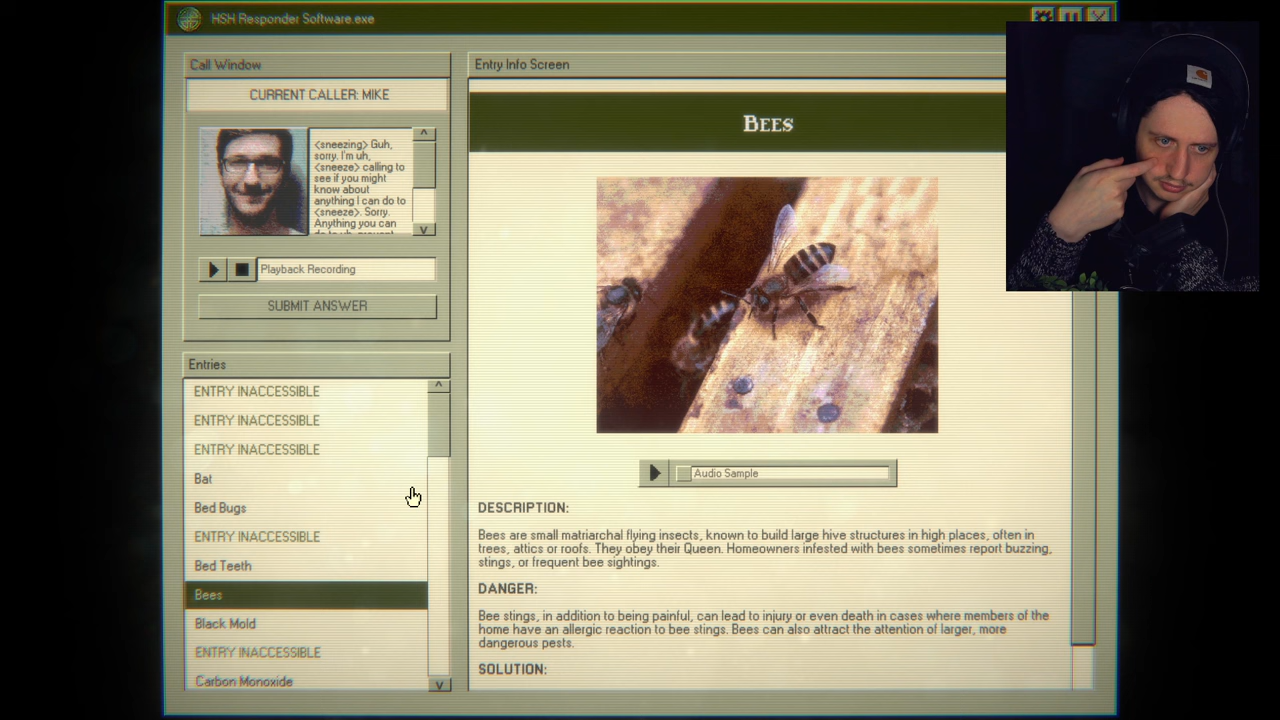 HSH Responder Software.exe
Call Window
CURRENT CALLER: MIKE
<sneezing> Guh,
sorry. I'm uh,
<sneeze> calling to
see if you might
know about
anything I can do to
<sneeze>. Sorry.
Anything you can
Playback Recording
SUBMIT ANSWER
Entries
ENTRY INACCESSIBLE
ENTRY INACCESSIBLE
ENTRY INACCESSIBLE
Bat
Bed Bugs
ENTRY INACCESSIBLE
Bed Teeth
Bees
Black Mold
ENTRY INACCESSIBLE
Carbon Monoxide
Entry Info Screen
Bees
Audio Sample
DESCRIPTION:
Bees are small matriarchal flying insects, known to build large hive structures in high places, often in
trees, attics or roofs. They obey their Queen. Homeowners infested with bees sometimes report buzzing,
stings, or frequent bee sightings.
DANGER:
Bee stings, in addition to being painful, can lead to injury or even death in cases where members of the
home have an allergic reaction to bee stings. Bees can also attract the attention of larger, more
dangerous pests.
SOLUTION: